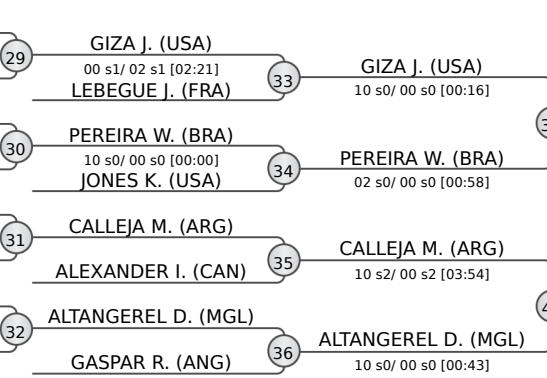 GIZA J. (USA)
29
00 s1/ 02 s1 [02:21]
LEBEGUE J. (FRA)
33
GIZA J. (USA)
10 s0/ 00 s0 [00:16]
PEREIRA W. (BRA)
30
10 s0/ 00 s0 [00:00]
JONES K. (USA)
34
PEREIRA W. (BRA)
02 s0/ 00 s0 [00:58]
CALLEJA M. (ARG)
31
ALEXANDER I. (CAN)
35
CALLEJA M. (ARG)
10 s2/ 00 s2 [03:54]
ALTANGEREL D. (MGL)
32
GASPAR R. (ANG)
36
ALTANGEREL D. (MGL)
10 s0/ 00 s0 [00:43]